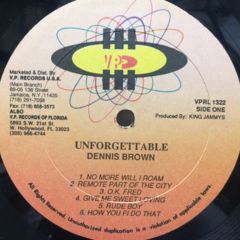 Marketed & Dist. By
V.P. RECORDS U.S.A.
(Main Branch)
89-05 138 Street
Jamaica, N.Y. 11435
(718) 291-7058
Fax: (718) 658-3573
ALSO
V.P. RECORDS OF FLORIDA
5893 S.W. 21st St.
W. Hollywood, FL 33023
(305) 966-4744
VP
VPRL 1322
SIDE ONE
Produced By: KING JAMMYS
UNFORGETTABLE
DENNIS BROWN
1. NO MORE WILL I ROAM
2. REMOTE PART OF THE CITY
3. O.K. FRED
4. GIVE ME SWEET LOVING
5. RUDE BOY
6. HOW YOU FI DO THAT
All Rights Reserved. Unauthorized duplication is a violation of applicable laws.